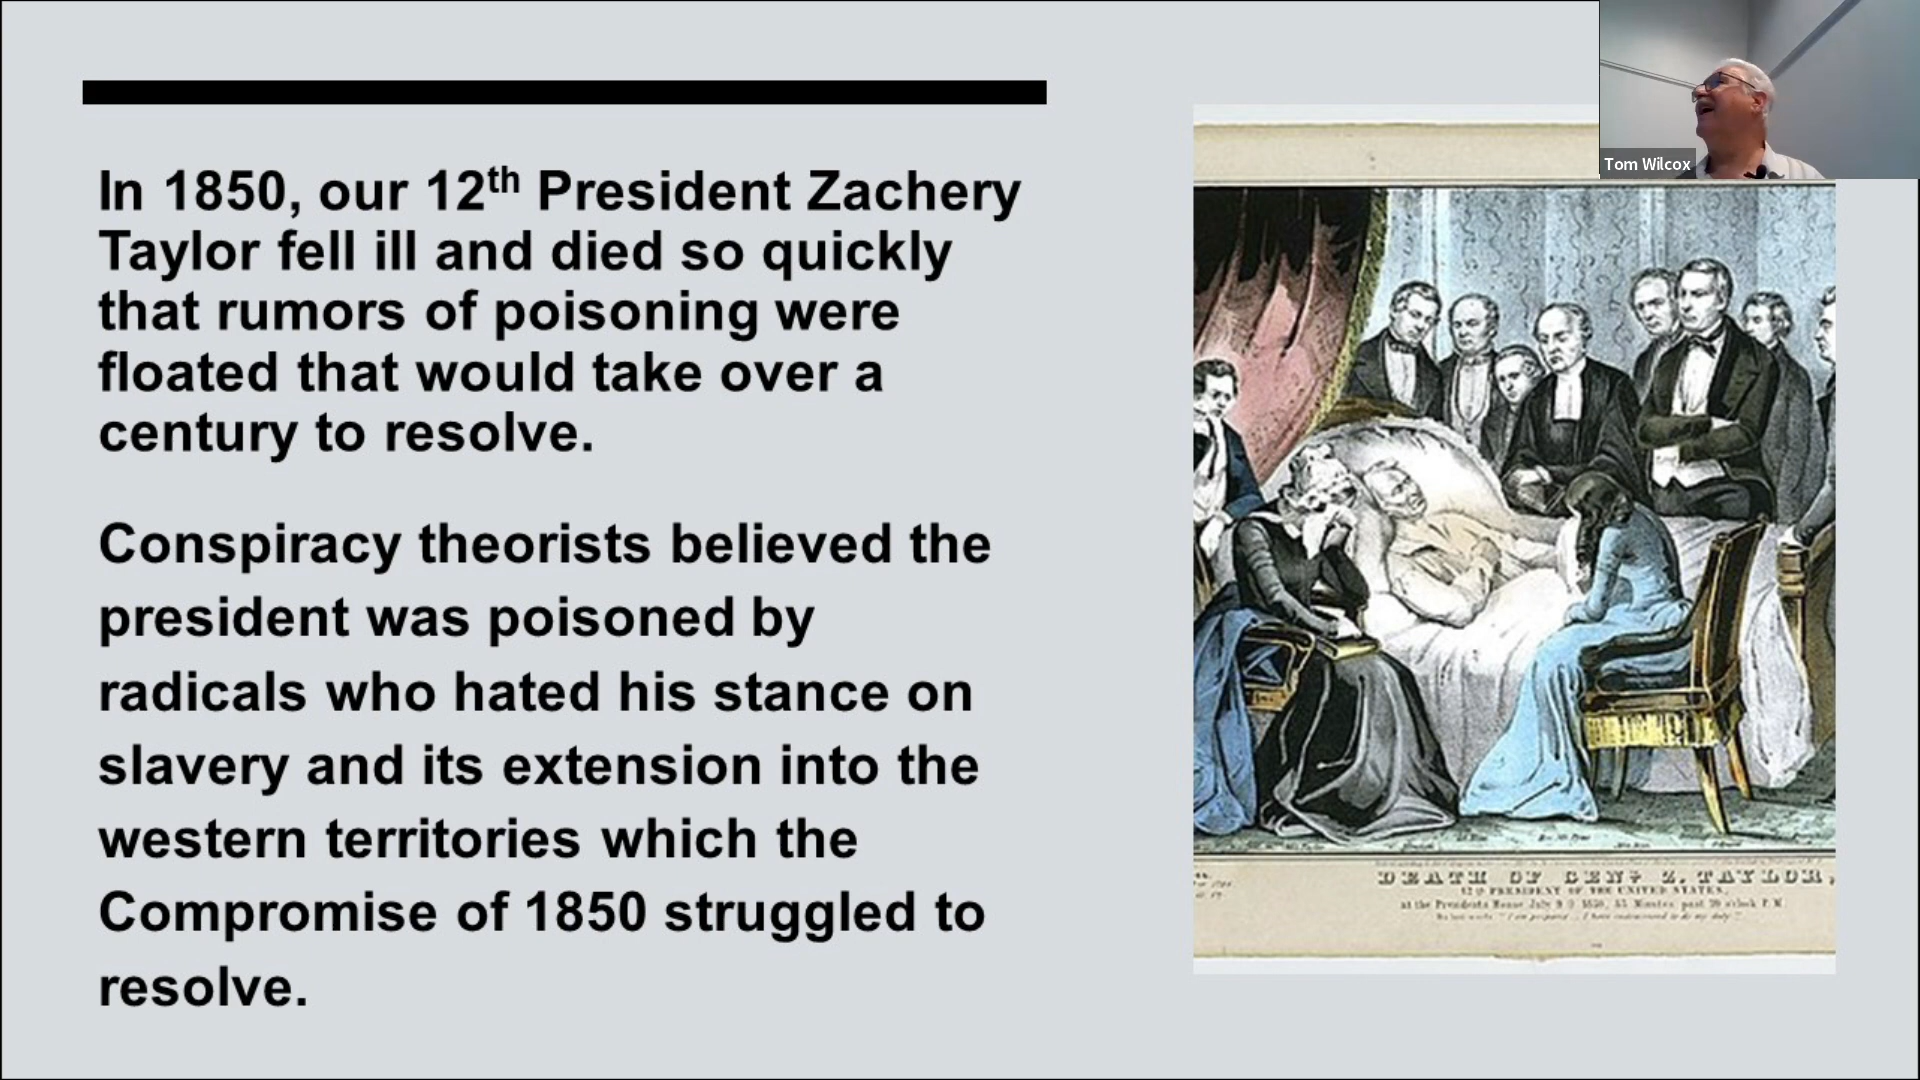 In 1850, our 12th President Zachery
Taylor fell ill and died so quickly
that rumors of poisoning were
floated that would take over a
century to resolve.
Conspiracy theorists believed the
president was poisoned by
radicals who hated his stance on
slavery and its extension into the
western territories which the
Compromise of 1850 struggled to
resolve.
Tom Wilcox
DEATH OF GENL Z. TAYLOR,
12th PRESIDENT OF THE UNITED STATES,
at the Presidents House July 9 1850, 35 Minutes past 10 o'clock P.M.